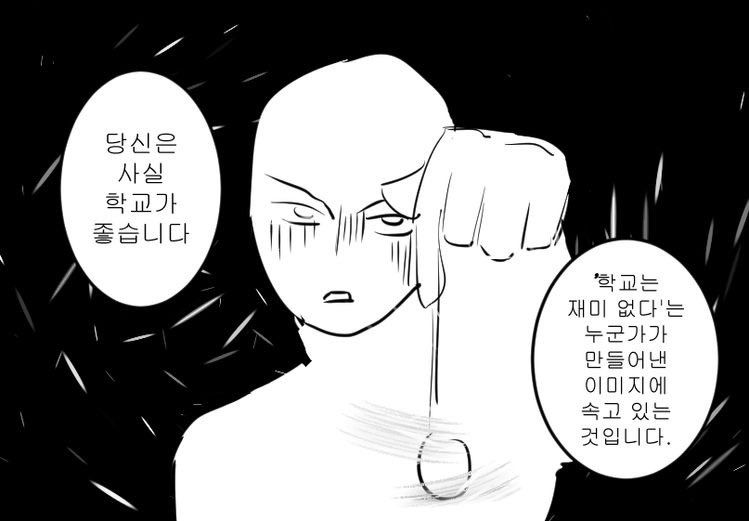 당신은
사실
학교가
좋습니다
'학교는
재미 없다'는
누군가가
만들어낸
이미지에
속고 있는
것입니다.